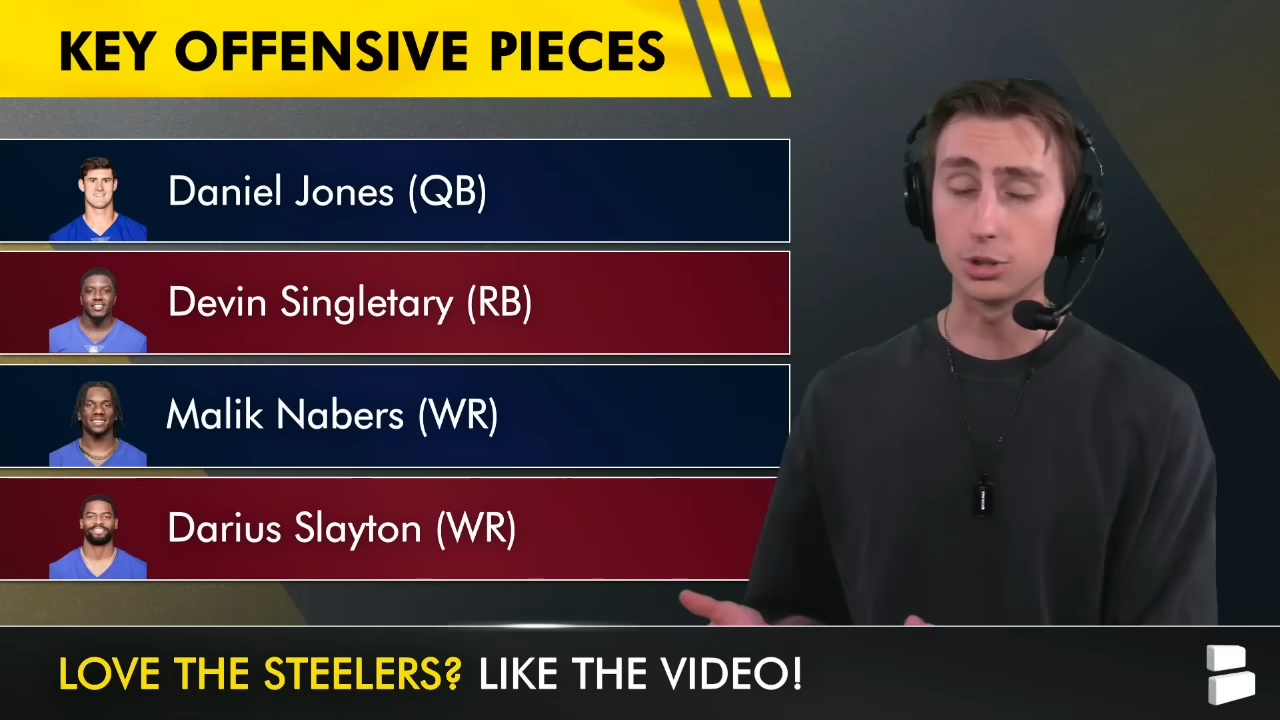 KEY OFFENSIVE PIECES
Daniel Jones (QB)
Devin Singletary (RB)
Malik Nabers (WR)
Darius Slayton (WR)
LOVE THE STEELERS? LIKE THE VIDEO!